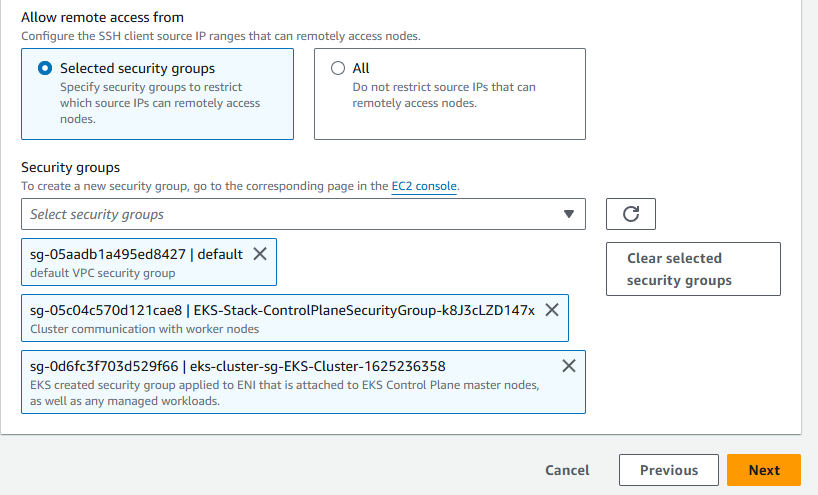 Allow remote access from
Configure the SSH client source IP ranges that can remotely access nodes.
Selected security groups
Specify security groups to restrict
which source IPs can remotely access
nodes.
All
Do not restrict source IPs that can
remotely access nodes.
Security groups
To create a new security group, go to the corresponding page in the EC2 console.
Select security groups
sg-05aadb1a495ed8427 | default
default VPC security group
Clear selected
security groups
sg-05c04c570d121cae8 | EKS-Stack-ControlPlaneSecurityGroup-k8J3cLZD147x
Cluster communication with worker nodes
sg-0d6fc3f703d529f66 | eks-cluster-sg-EKS-Cluster-1625236358
EKS created security group applied to ENI that is attached to EKS Control Plane master nodes,
as well as any managed workloads.
Cancel
Previous
Next